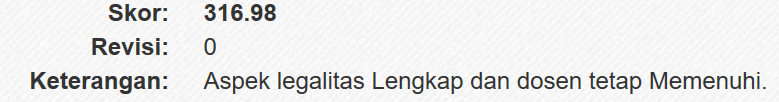 Skor: 316.98
Revisi: 0
Keterangan: Aspek legalitas Lengkap dan dosen tetap Memenuhi.